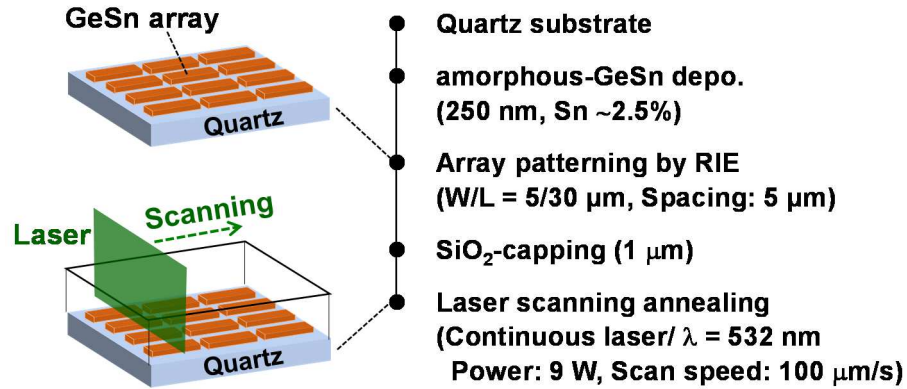 GeSn array
Quartz
Laser
Scanning
Quartz
Quartz substrate
amorphous-GeSn depo.
(250 nm, Sn ~2.5%)
Array patterning by RIE
(W/L = 5/30 μm, Spacing: 5 μm)
SiO₂-capping (1 μm)
Laser scanning annealing
(Continuous laser/ λ = 532 nm
Power: 9 W, Scan speed: 100 μm/s)